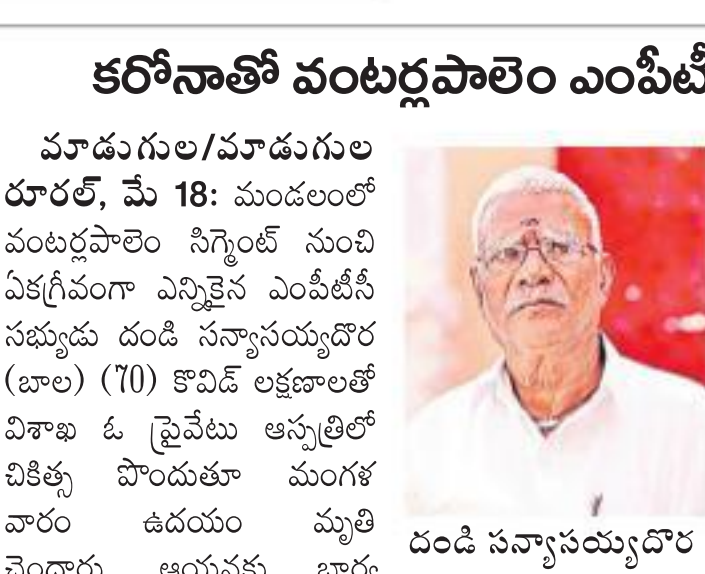 కరోనాతో వంటర్లపాలెం ఎంపీటీ
మాడుగుల/మాడుగుల
రూరల్, మే 18: మండలంలో
వంటర్లపాలెం సిగ్మెంట్ నుంచి
ఏకగ్రీవంగా ఎన్నికైన ఎంపీటీసీ
సభ్యుడు దండి సన్యాసయ్యదొర
(బాల) (70) కొవిడ్ లక్షణాలతో
విశాఖ ఓ ప్రైవేటు ఆస్పత్రిలో
చికిత్స పొందుతూ మంగళ
వారం ఉదయం మృతి
చెందారు. ఆయనకు భార్య
దండి సన్యాసయ్యదొర